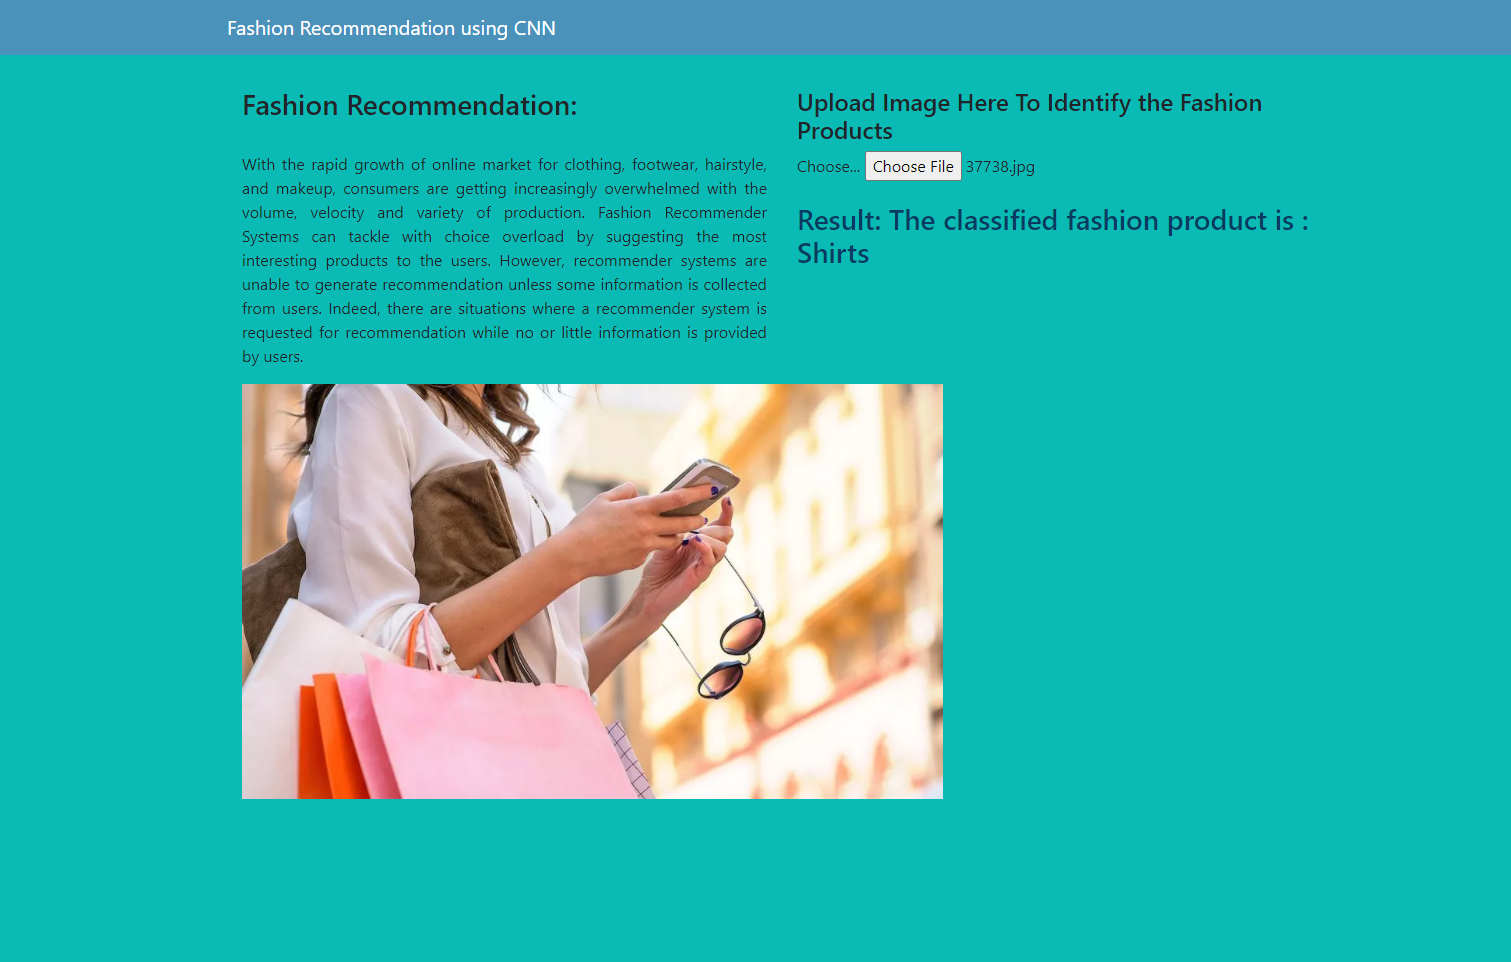 Fashion Recommendation using CNN
Fashion Recommendation:
With the rapid growth of online market for clothing, footwear, hairstyle,
and makeup, consumers are getting increasingly overwhelmed with the
volume, velocity and variety of production. Fashion Recommender
Systems can tackle with choice overload by suggesting the most
interesting products to the users. However, recommender systems are
unable to generate recommendation unless some information is collected
from users. Indeed, there are situations where a recommender system is
requested for recommendation while no or little information is provided
by users.
Upload Image Here To Identify the Fashion
Products
Choose... Choose File 37738.jpg
Result: The classified fashion product is :
Shirts